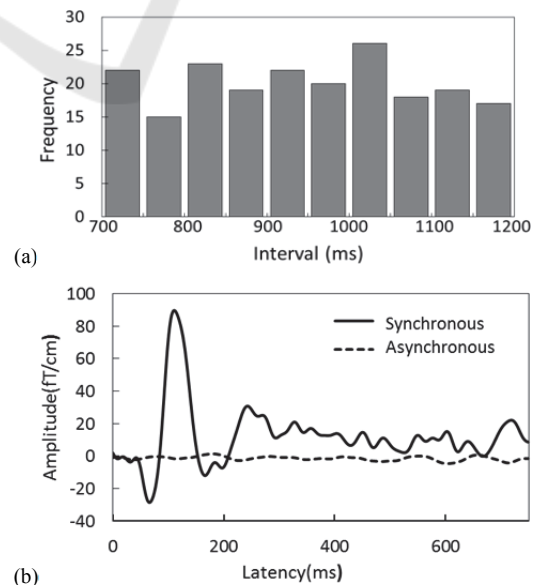 30
25
20
15
10
5
0
Frequency
700 800 900 1000 1100 1200
Interval (ms)
(a)
100
80
60
40
20
0
-20
-40
Amplitude(fT/cm)
Synchronous
Asynchronous
0 200 400 600
Latency(ms)
(b)